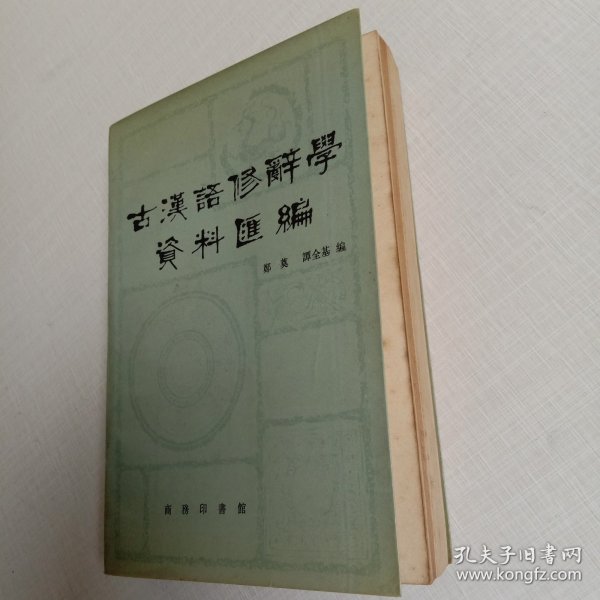 古漢語修辭學
資料匯編
鄭奠 譚全基 編
商務印書館
孔夫子旧书网
www.kongfz.com